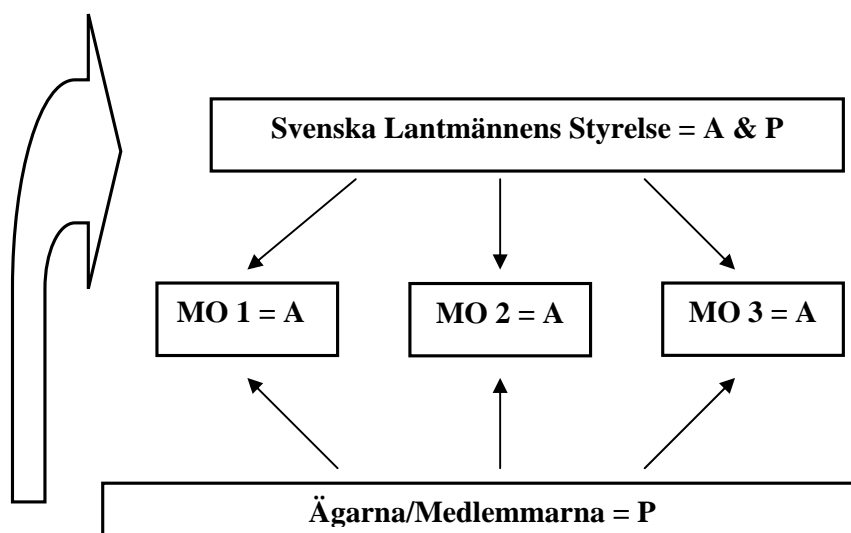 Svenska Lantmännens Styrelse = A & P
MO 1 = A
MO 2 = A
MO 3 = A
Ägarna/Medlemmarna = P